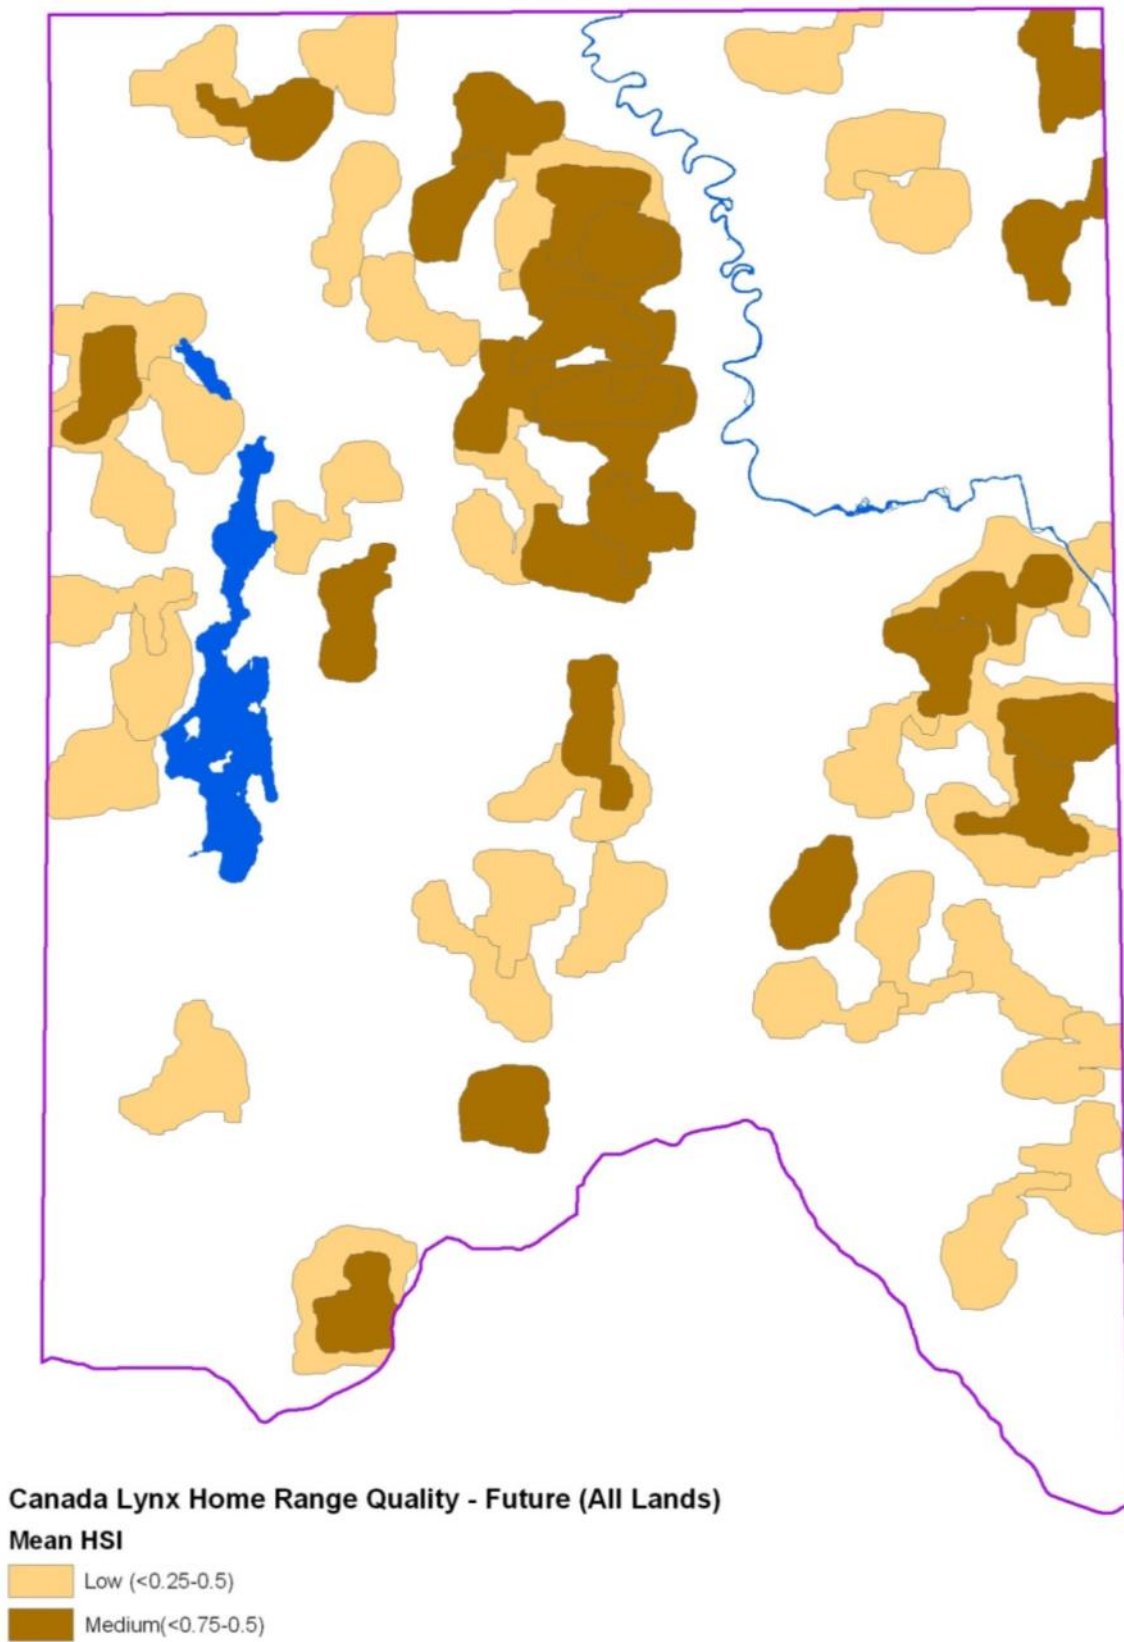 Canada Lynx Home Range Quality - Future (All Lands)
Mean HSI
Low (<0.25-0.5)
Medium(<0.75-0.5)